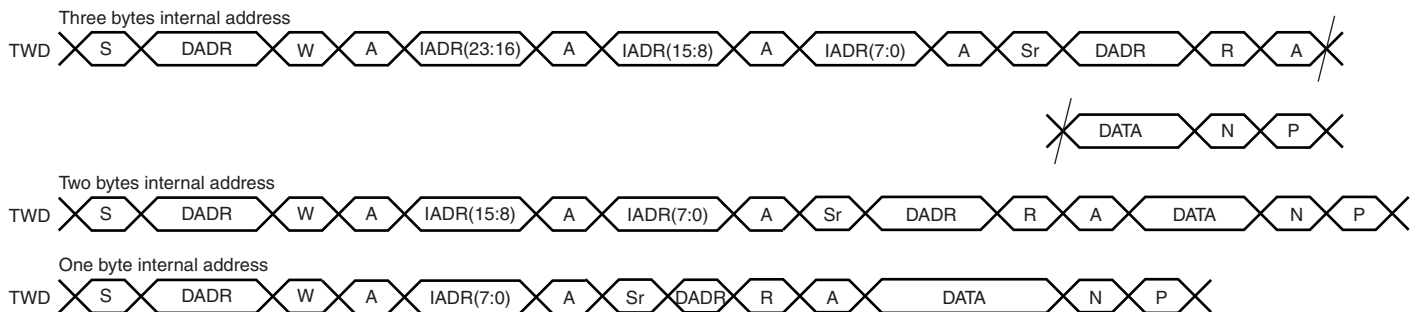 Three bytes internal address
TWD S DADR W A IADR(23:16) A IADR(15:8) A IADR(7:0) A Sr DADR R A
DATA N P
Two bytes internal address
TWD S DADR W A IADR(15:8) A IADR(7:0) A Sr DADR R A DATA N P
One byte internal address
TWD S DADR W A IADR(7:0) A Sr DADR R A DATA N P